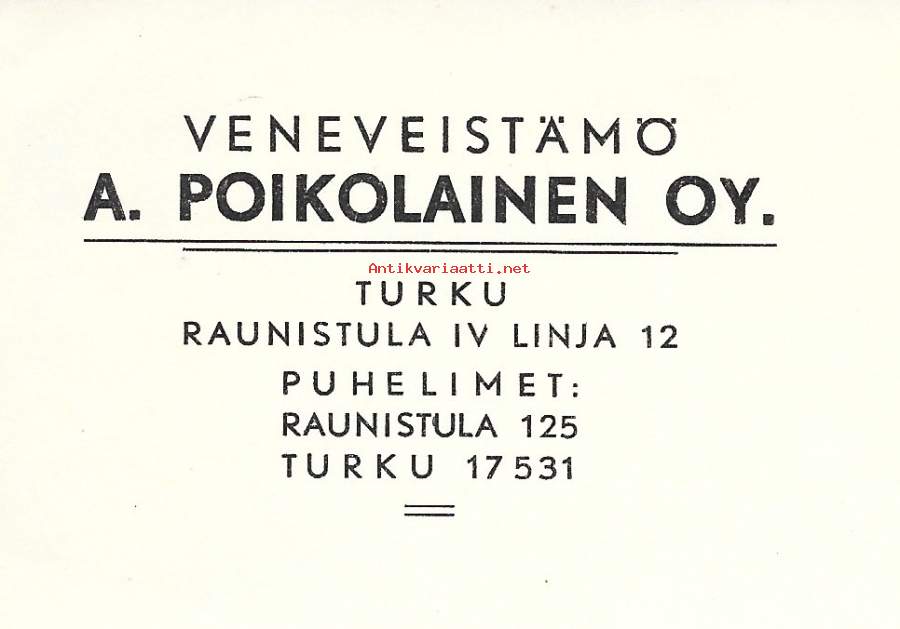 VENEVEISTÄMÖ
A. POIKOLAINEN OY.
Antikvariaatti.net
TURKU
RAUNISTULA IV LINJA 12
PUHELIMET:
RAUNISTULA 125
TURKU 17531